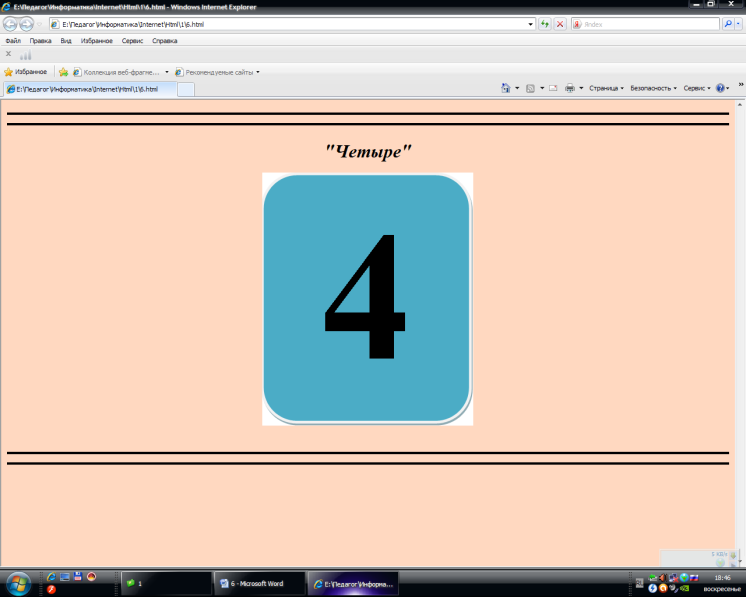 E:\Педагог\Информатика\Internet\Html\1\6.html - Windows Internet Explorer
E:\Педагог\Информатика\Internet\Html\1\6.html
Яndex
Файл Правка Вид Избранное Сервис Справка
Избранное Коллекция веб-фрагме... Рекомендуемые сайты
E:\Педагог\Информатика\Internet\Html\1\6.html Страница Безопасность Сервис
"Четыре"
4
1 6 - Microsoft Word E:\Педагог\Информа...
18:46
воскресенье